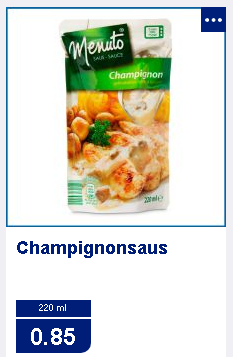 Menuto
SAUS - SAUCE
Champignon
220 ml e
Champignonsaus
220 ml
0.85